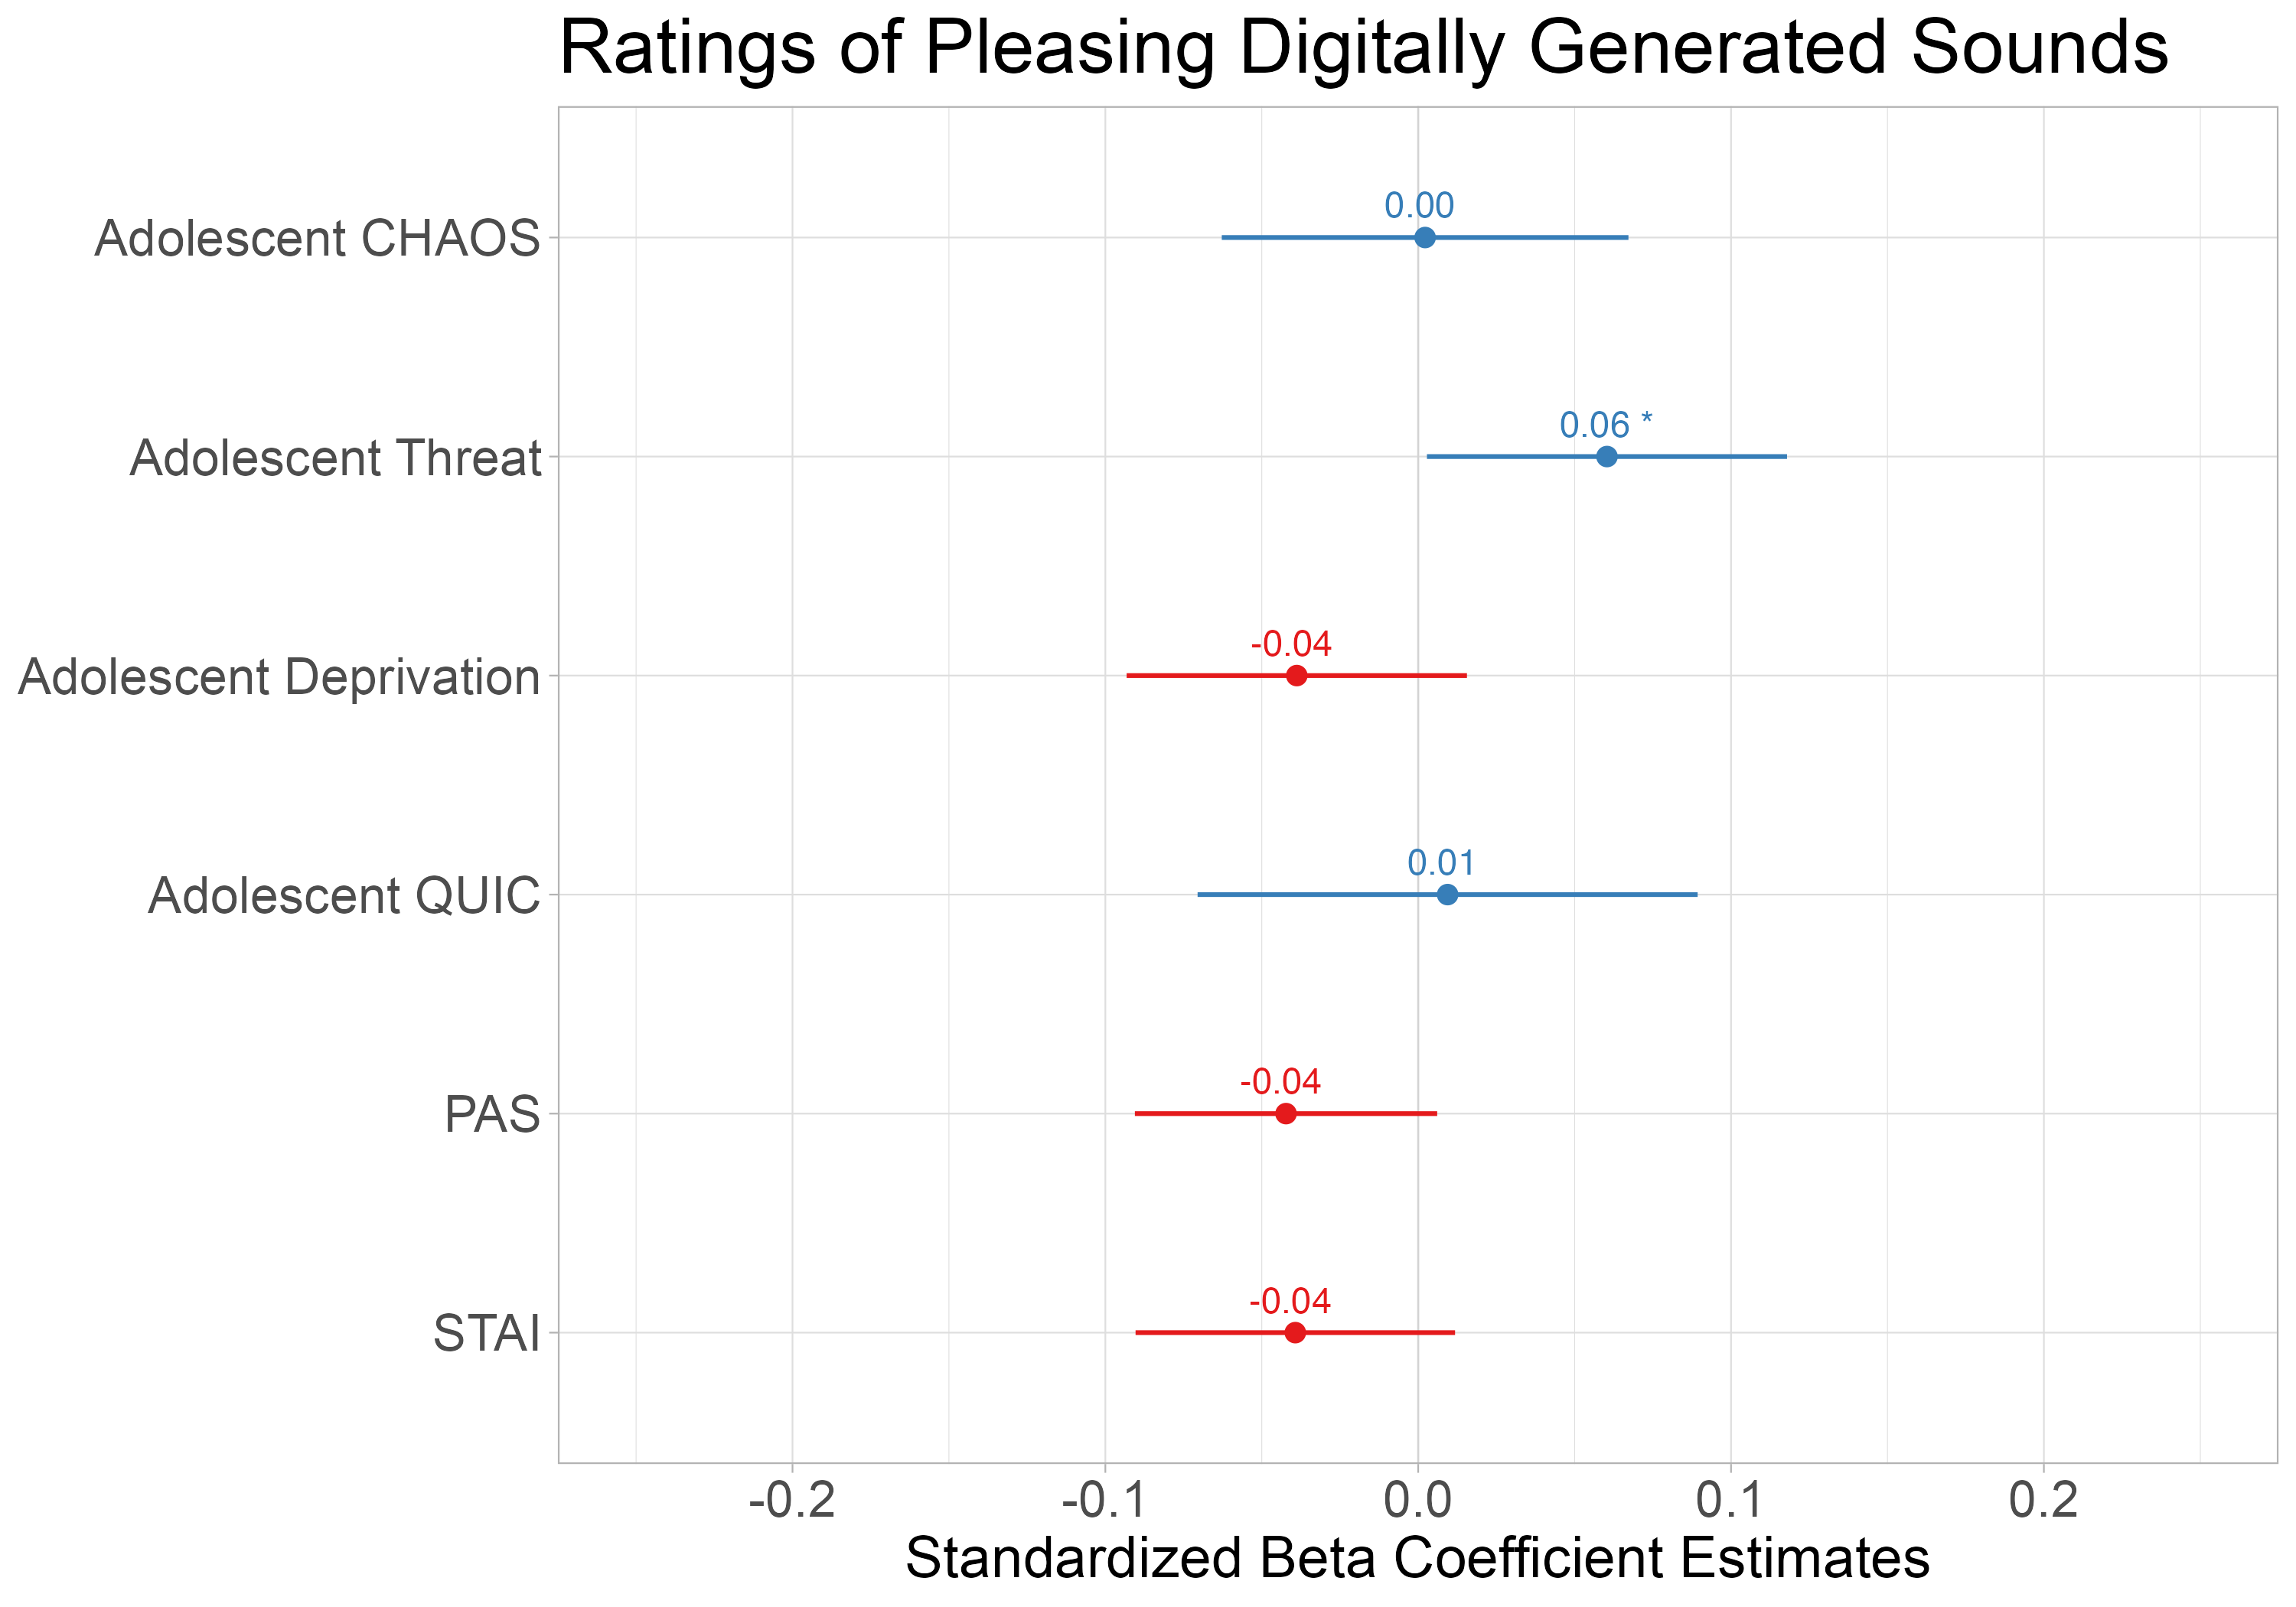 Ratings of Pleasing Digitally Generated Sounds
Adolescent CHAOS
0.00
Adolescent Threat
0.06 *
Adolescent Deprivation
-0.04
Adolescent QUIC
0.01
PAS
-0.04
STAI
-0.04
-0.2 -0.1 0.0 0.1 0.2
Standardized Beta Coefficient Estimates